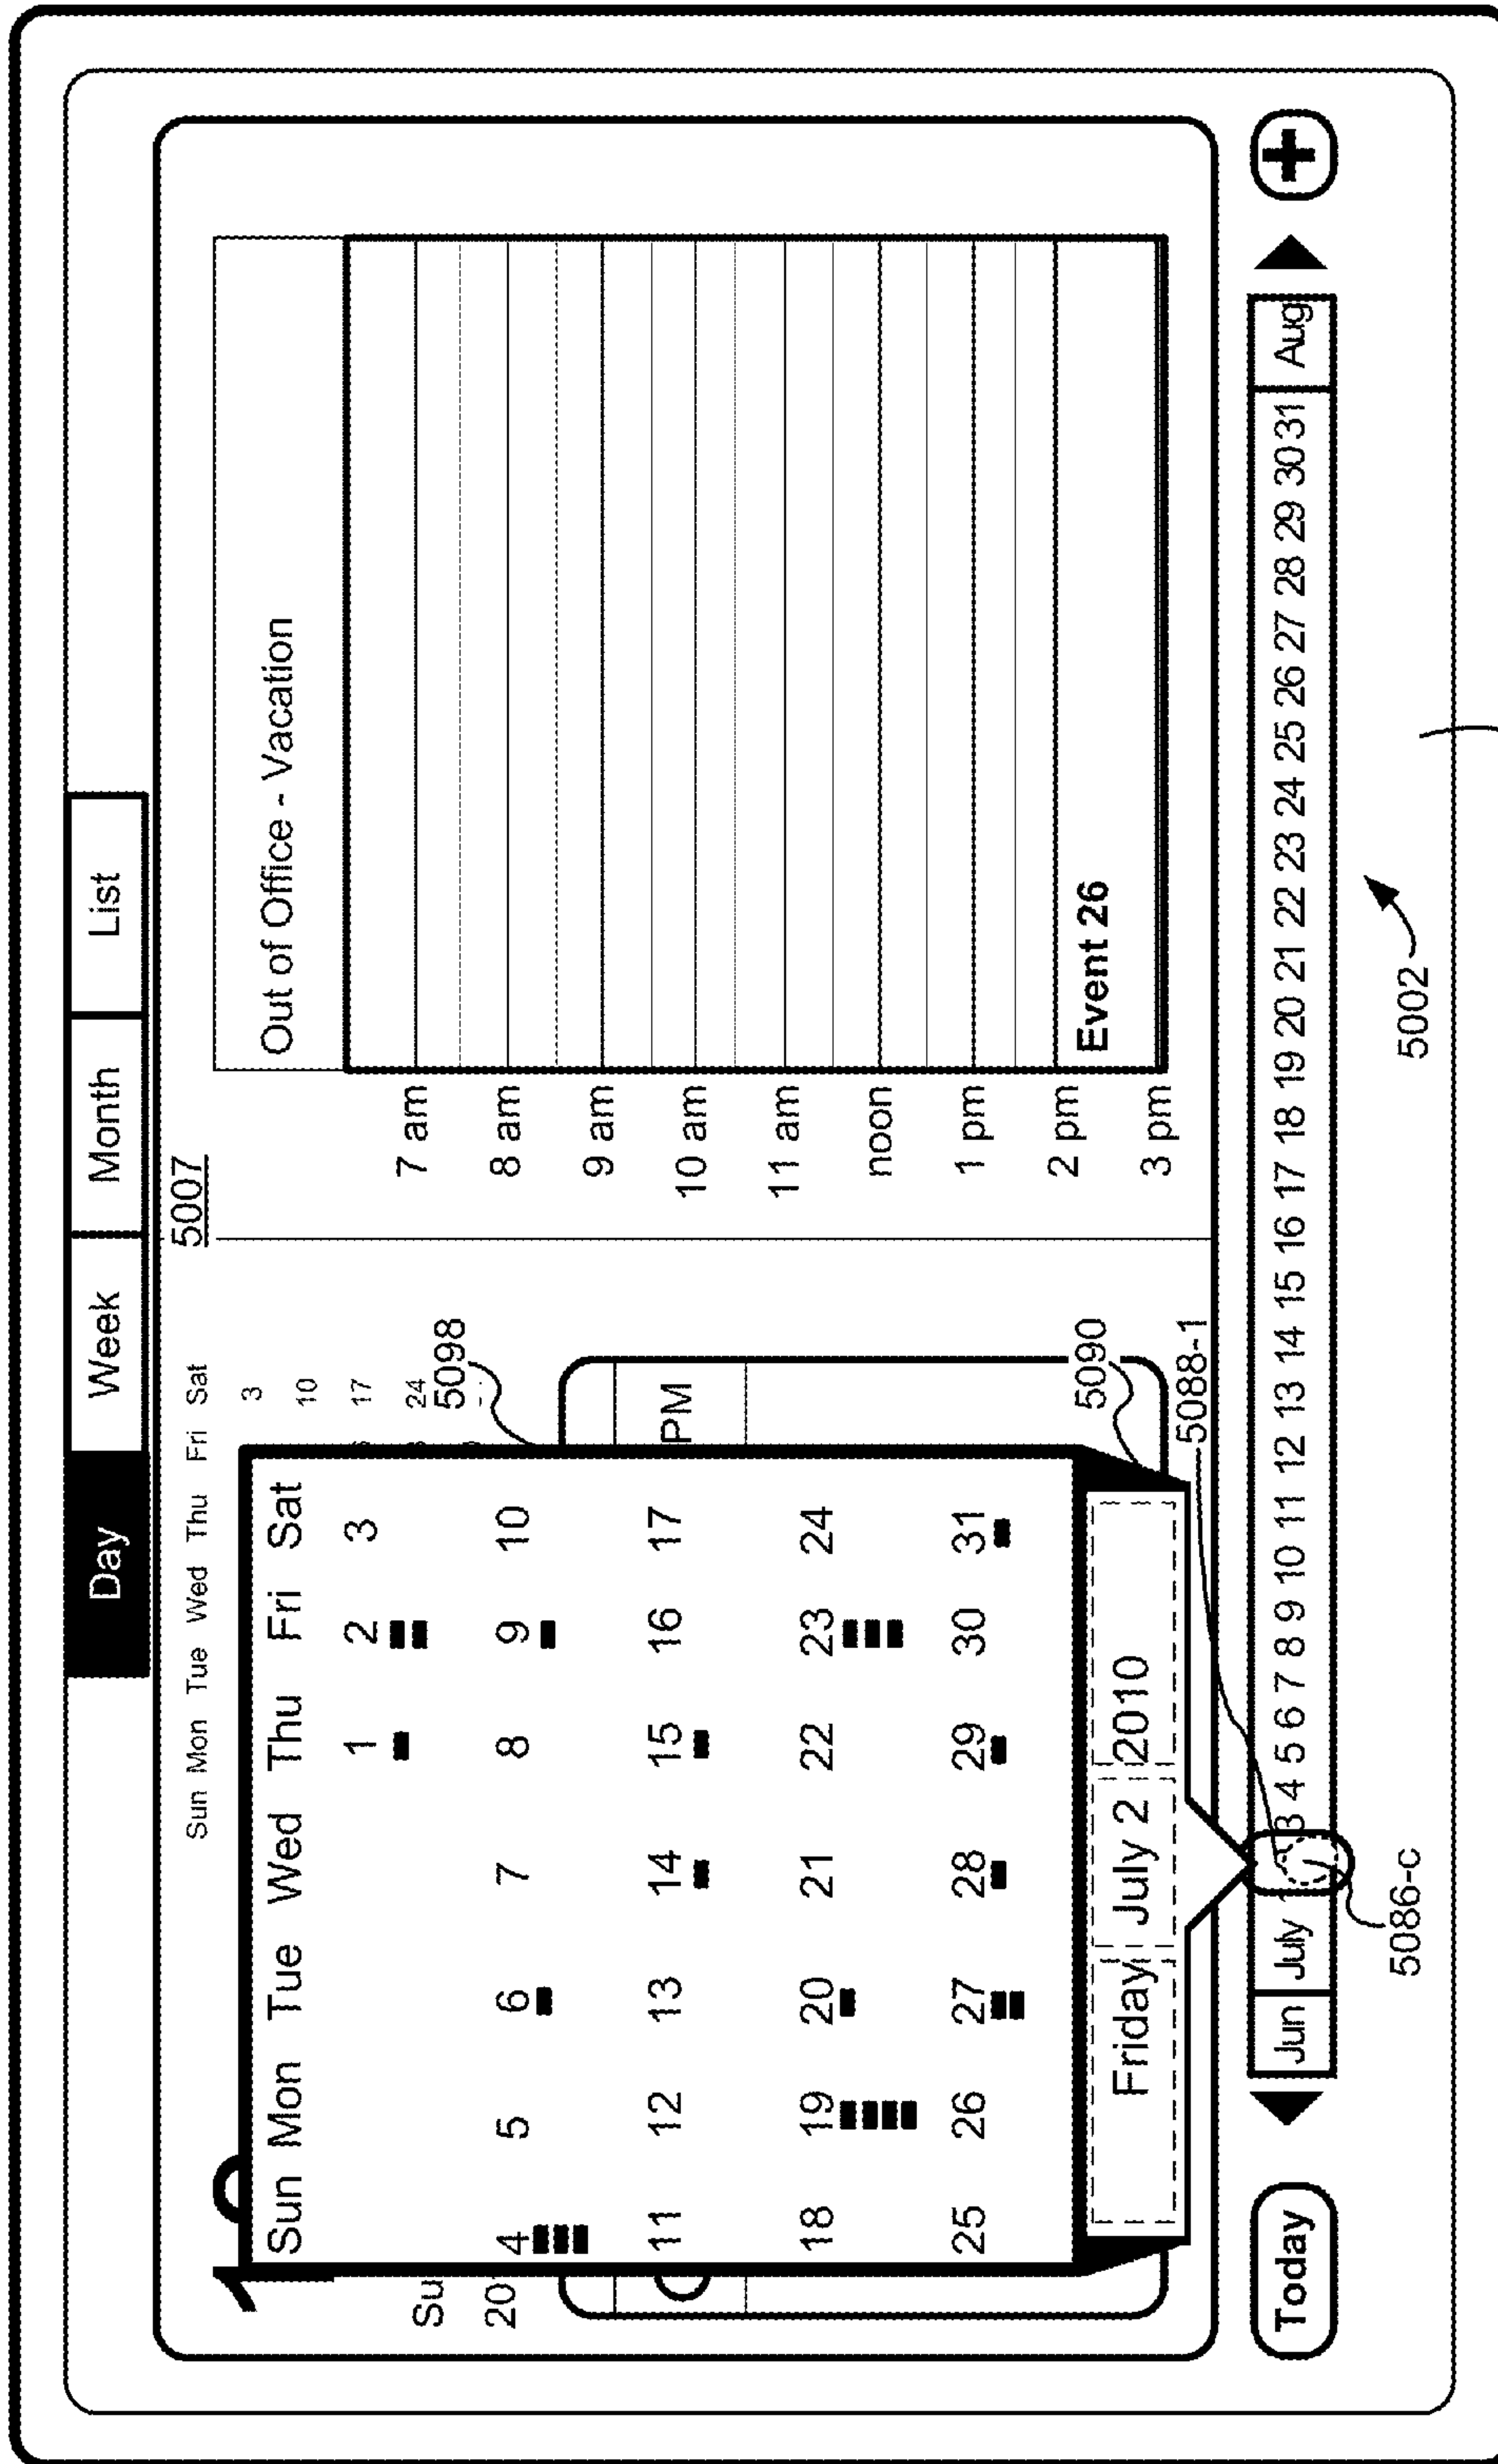 Day Week Month List
5007
Sun Mon Tue Wed Thu Fri Sat
3
10
17
24
5098
Su
20
PM
Sun Mon Tue Wed Thu Fri Sat
1 2 3
4 5 6 7 8 9 10
11 12 13 14 15 16 17
18 19 20 21 22 23 24
25 26 27 28 29 30 31
Friday July 2 2010
5090
5088-1
Out of Office - Vacation
7 am
8 am
9 am
10 am
11 am
noon
1 pm
2 pm
Event 26
3 pm
Today Jun July 1 3 4 5 6 7 8 9 10 11 12 13 14 15 16 17 18 19 20 21 22 23 24 25 26 27 28 29 30 31 Aug +
5086-c
5002